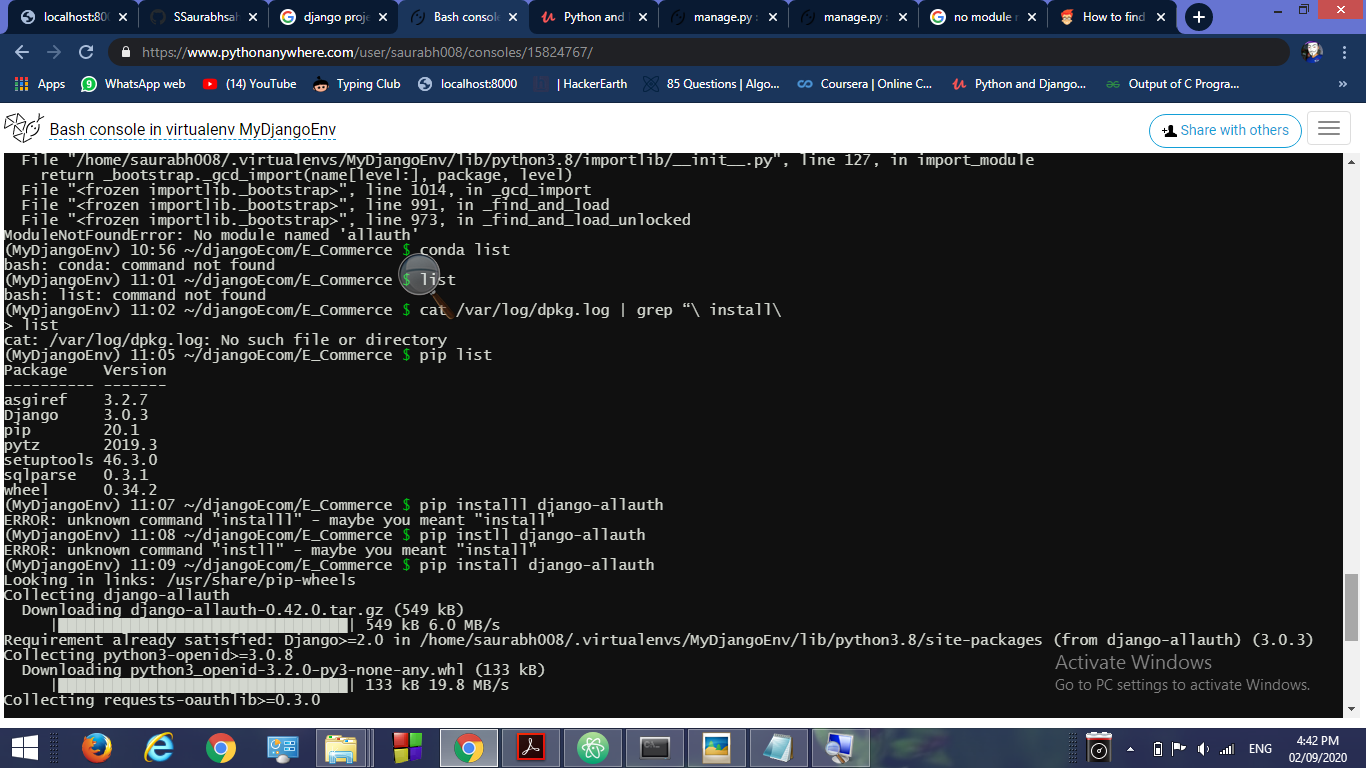 localhost:80
SSaurabhsah
django proje
Bash consol
Python and
manage.py
manage.py
no module n
How to find
https://www.pythonanywhere.com/user/saurabh008/consoles/15824767/
Apps
WhatsApp web
(14) YouTube
Typing Club
localhost:8000
| HackerEarth
85 Questions | Algo...
Coursera | Online C...
Python and Django...
Output of C Progra...
»
Bash console in virtualenv MyDjangoEnv
Share with others
File "/home/saurabh008/.virtualenvs/MyDjangoEnv/lib/python3.8/importlib/__init__.py", line 127, in import_module
return _bootstrap._gcd_import(name[level:], package, level)
File "<frozen importlib._bootstrap>", line 1014, in _gcd_import
File "<frozen importlib._bootstrap>", line 991, in _find_and_load
File "<frozen importlib._bootstrap>", line 973, in _find_and_load_unlocked
ModuleNotFoundError: No module named 'allauth'
(MyDjangoEnv) 10:56 ~/djangoEcom/E_Commerce $ conda list
bash: conda: command not found
(MyDjangoEnv) 11:01 ~/djangoEcom/E_Commerce $ list
bash: list: command not found
(MyDjangoEnv) 11:02 ~/djangoEcom/E_Commerce $ cat /var/log/dpkg.log | grep “\ install\
> list
cat: /var/log/dpkg.log: No such file or directory
(MyDjangoEnv) 11:05 ~/djangoEcom/E_Commerce $ pip list
Package    Version
---------- -------
asgiref    3.2.7
Django     3.0.3
pip        20.1
pytz       2019.3
setuptools 46.3.0
sqlparse   0.3.1
wheel      0.34.2
(MyDjangoEnv) 11:07 ~/djangoEcom/E_Commerce $ pip installl django-allauth
ERROR: unknown command "installl" - maybe you meant "install"
(MyDjangoEnv) 11:08 ~/djangoEcom/E_Commerce $ pip instll django-allauth
ERROR: unknown command "instll" - maybe you meant "install"
(MyDjangoEnv) 11:09 ~/djangoEcom/E_Commerce $ pip install django-allauth
Looking in links: /usr/share/pip-wheels
Collecting django-allauth
Downloading django-allauth-0.42.0.tar.gz (549 kB)
|████████████████████████████████| 549 kB 6.0 MB/s
Requirement already satisfied: Django>=2.0 in /home/saurabh008/.virtualenvs/MyDjangoEnv/lib/python3.8/site-packages (from django-allauth) (3.0.3)
Collecting python3-openid>=3.0.8
Downloading python3_openid-3.2.0-py3-none-any.whl (133 kB)
|████████████████████████████████| 133 kB 19.8 MB/s
Collecting requests-oauthlib>=0.3.0
Activate Windows
Go to PC settings to activate Windows.
ENG
4:42 PM
02/09/2020